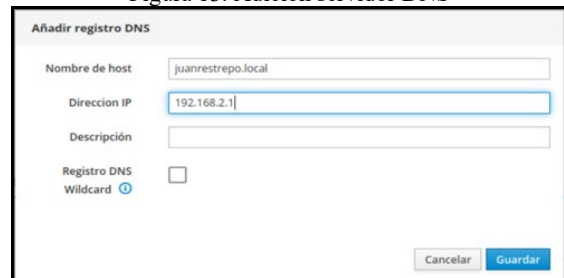 Añadir registro DNS
Nombre de host juanrestrepo.local
Direccion IP 192.168.2.1
Descripción
Registro DNS
Wildcard
Cancelar Guardar